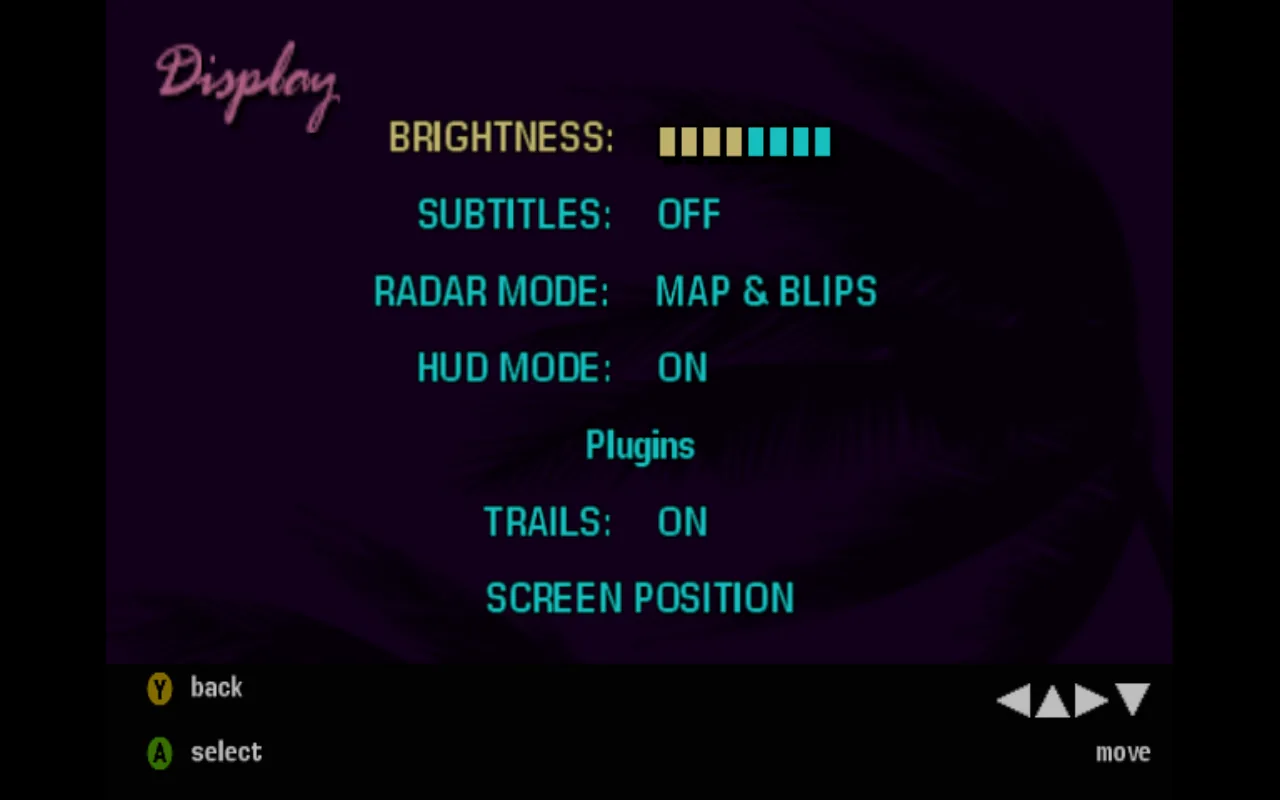 Display
BRIGHTNESS:
SUBTITLES: OFF
RADAR MODE: MAP & BLIPS
HUD MODE: ON
Plugins
TRAILS: ON
SCREEN POSITION
Y back
A select
move